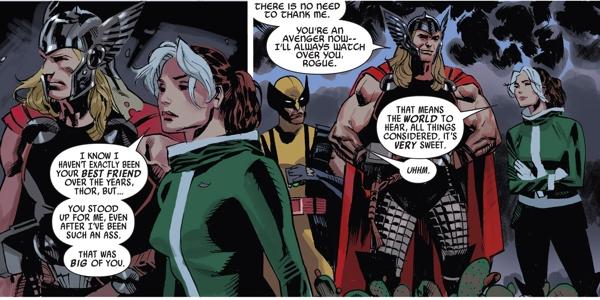 I KNOW I
HAVEN'T EXACTLY BEEN
YOUR BEST FRIEND
OVER THE YEARS,
THOR, BUT...
YOU STOOD
UP FOR ME, EVEN
AFTER I'VE BEEN
SUCH AN ASS.
THAT WAS
BIG OF YOU.
THERE IS NO NEED
TO THANK ME.
YOU'RE AN
AVENGER NOW--
I'LL ALWAYS WATCH
OVER YOU,
ROGUE.
THAT MEANS
THE WORLD TO
HEAR, ALL THINGS
CONSIDERED, IT'S
VERY SWEET.
UHHM.